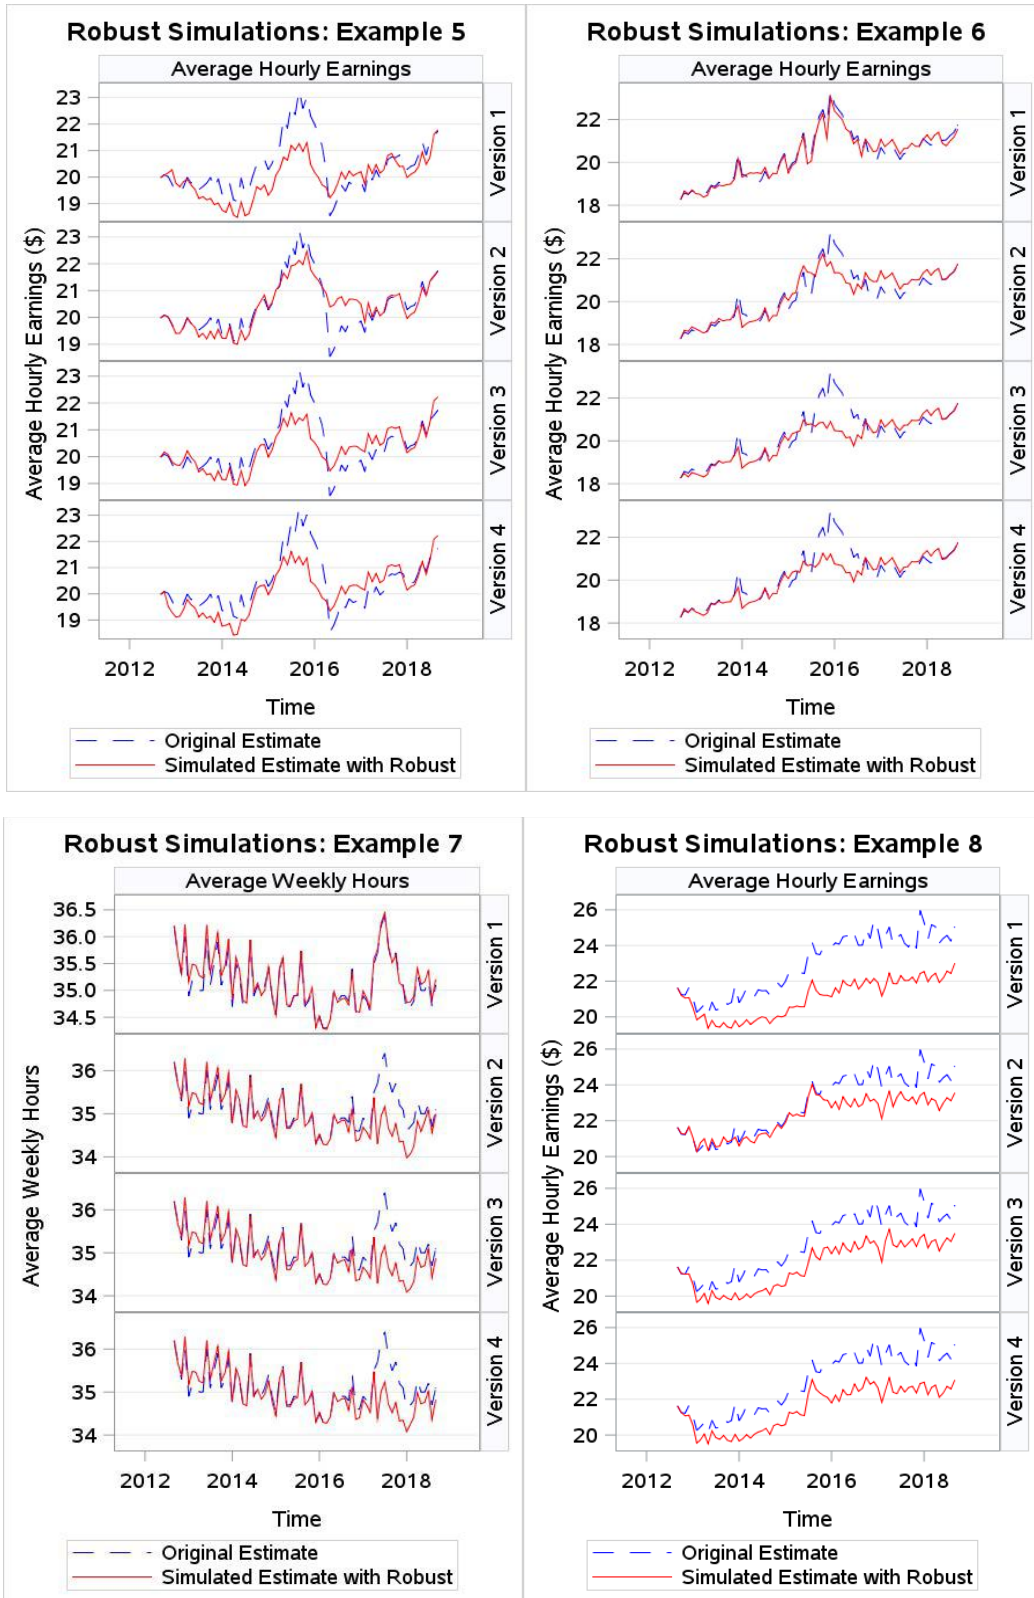 Robust Simulations: Example 5
Average Hourly Earnings
Average Hourly Earnings ($)
23
22
21
20
19
Version 1
23
22
21
20
19
Version 2
23
22
21
20
19
Version 3
23
22
21
20
19
Version 4
2012 2014 2016 2018
Time
Original Estimate
Simulated Estimate with Robust
Robust Simulations: Example 6
Average Hourly Earnings
Average Hourly Earnings ($)
22
20
18
Version 1
22
20
18
Version 2
22
20
18
Version 3
22
20
18
Version 4
2012 2014 2016 2018
Time
Original Estimate
Simulated Estimate with Robust
Robust Simulations: Example 7
Average Weekly Hours
Average Weekly Hours
36.5
36.0
35.5
35.0
34.5
Version 1
36
35
34
Version 2
36
35
34
Version 3
36
35
34
Version 4
2012 2014 2016 2018
Time
Original Estimate
Simulated Estimate with Robust
Robust Simulations: Example 8
Average Hourly Earnings
Average Hourly Earnings ($)
26
24
22
20
Version 1
26
24
22
20
Version 2
26
24
22
20
Version 3
26
24
22
20
Version 4
2012 2014 2016 2018
Time
Original Estimate
Simulated Estimate with Robust